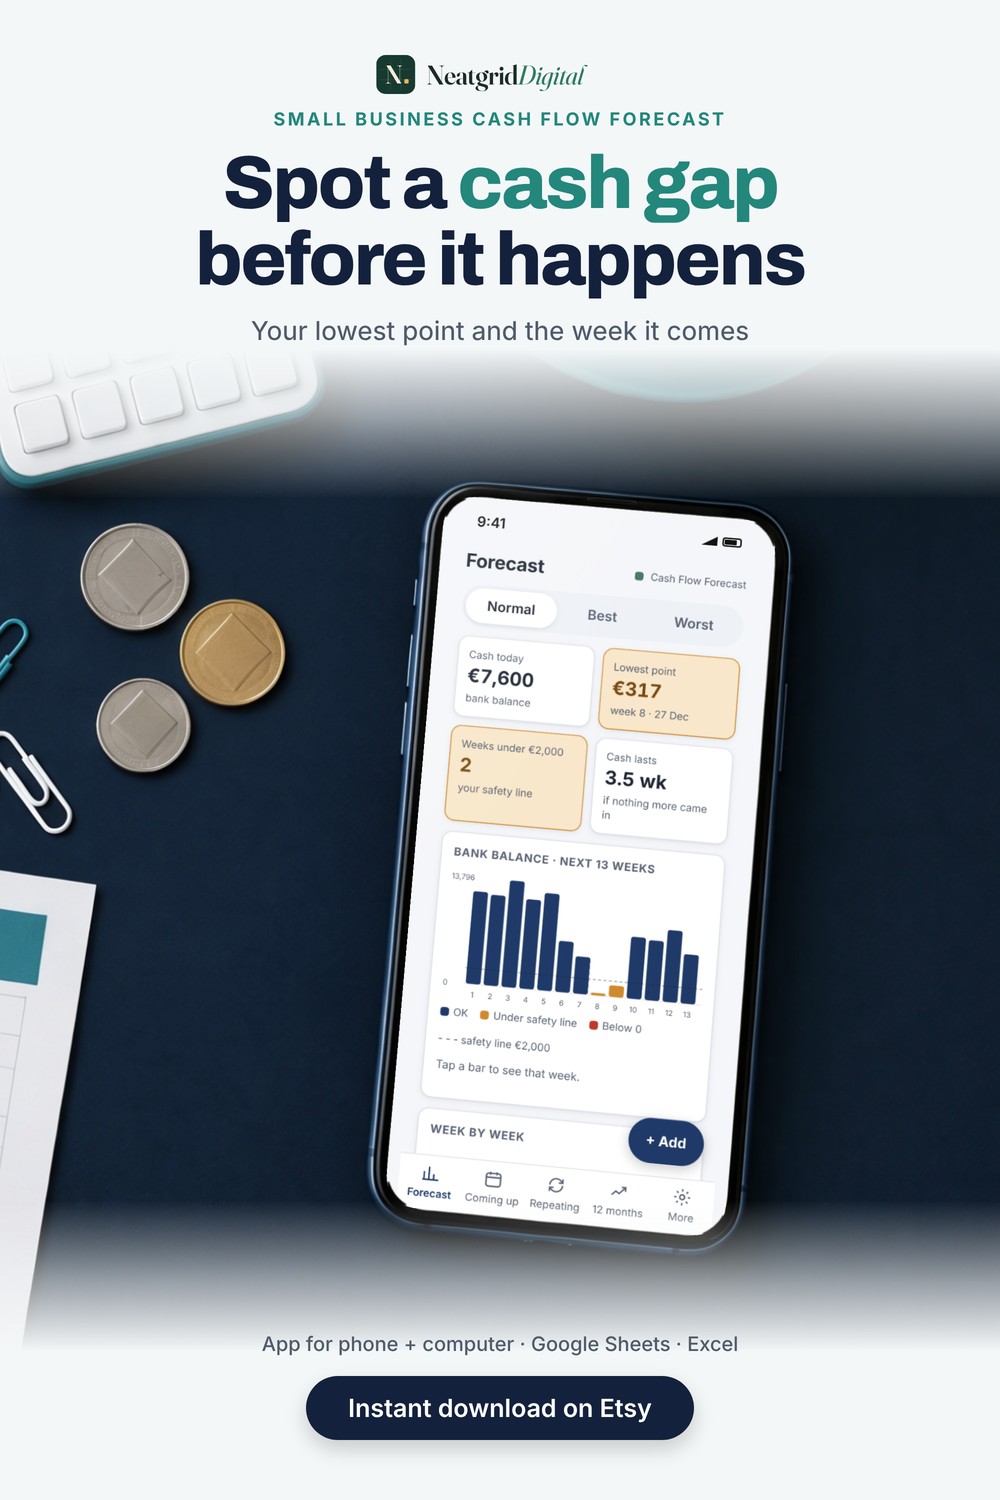 N.
NeatgridDigital
SMALL BUSINESS CASH FLOW FORECAST
Spot a cash gap
before it happens
Your lowest point and the week it comes
9:41
Forecast
Cash Flow Forecast
Normal
Best
Worst
Cash today
€7,600
bank balance
Lowest point
€317
week 8 · 27 Dec
Weeks under €2,000
2
your safety line
Cash lasts
3.5 wk
if nothing more came
in
BANK BALANCE · NEXT 13 WEEKS
13,796
0
1 2 3 4 5 6 7 8 9 10 11 12 13
OK
Under safety line
Below 0
- - - safety line €2,000
Tap a bar to see that week.
WEEK BY WEEK
+ Add
Forecast
Coming up
Repeating
12 months
More
App for phone + computer · Google Sheets · Excel
Instant download on Etsy